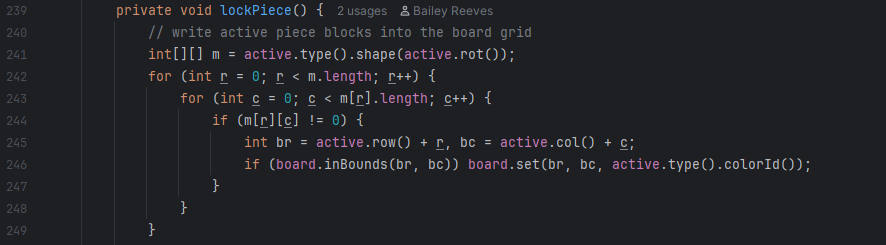 239 private void lockPiece() { 2 usages Bailey Reeves
240 // write active piece blocks into the board grid
241 int[][] m = active.type().shape(active.rot());
242 for (int r = 0; r < m.length; r++) {
243 for (int c = 0; c < m[r].length; c++) {
244 if (m[r][c] != 0) {
245 int br = active.row() + r, bc = active.col() + c;
246 if (board.inBounds(br, bc)) board.set(br, bc, active.type().colorId());
247 }
248 }
249 }